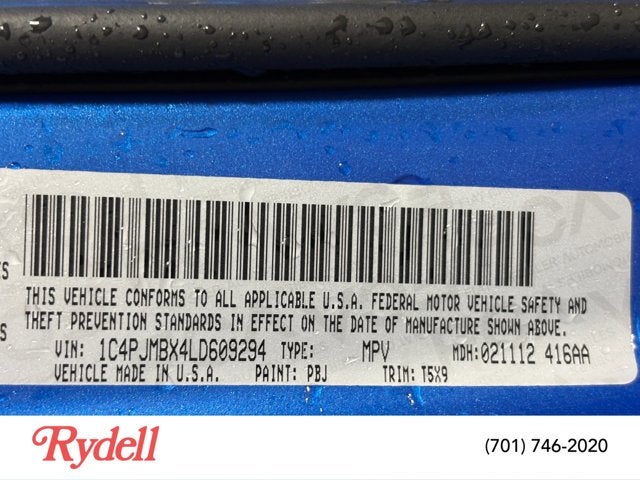 THIS VEHICLE CONFORMS TO ALL APPLICABLE U.S.A. FEDERAL MOTOR VEHICLE SAFETY AND
THEFT PREVENTION STANDARDS IN EFFECT ON THE DATE OF MANUFACTURE SHOWN ABOVE.
VIN: 1C4PJMBX4LD609294 TYPE: MPV MDH:021112 416AA
VEHICLE MADE IN U.S.A. PAINT: PBJ TRIM: T5X9
Rydell
(701) 746-2020